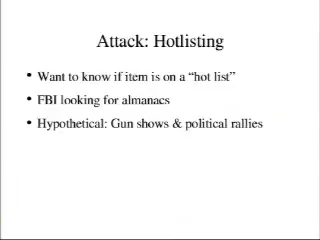 Attack: Hotlisting
• Want to know if item is on a “hot list”
• FBI looking for almanacs
• Hypothetical: Gun shows & political rallies